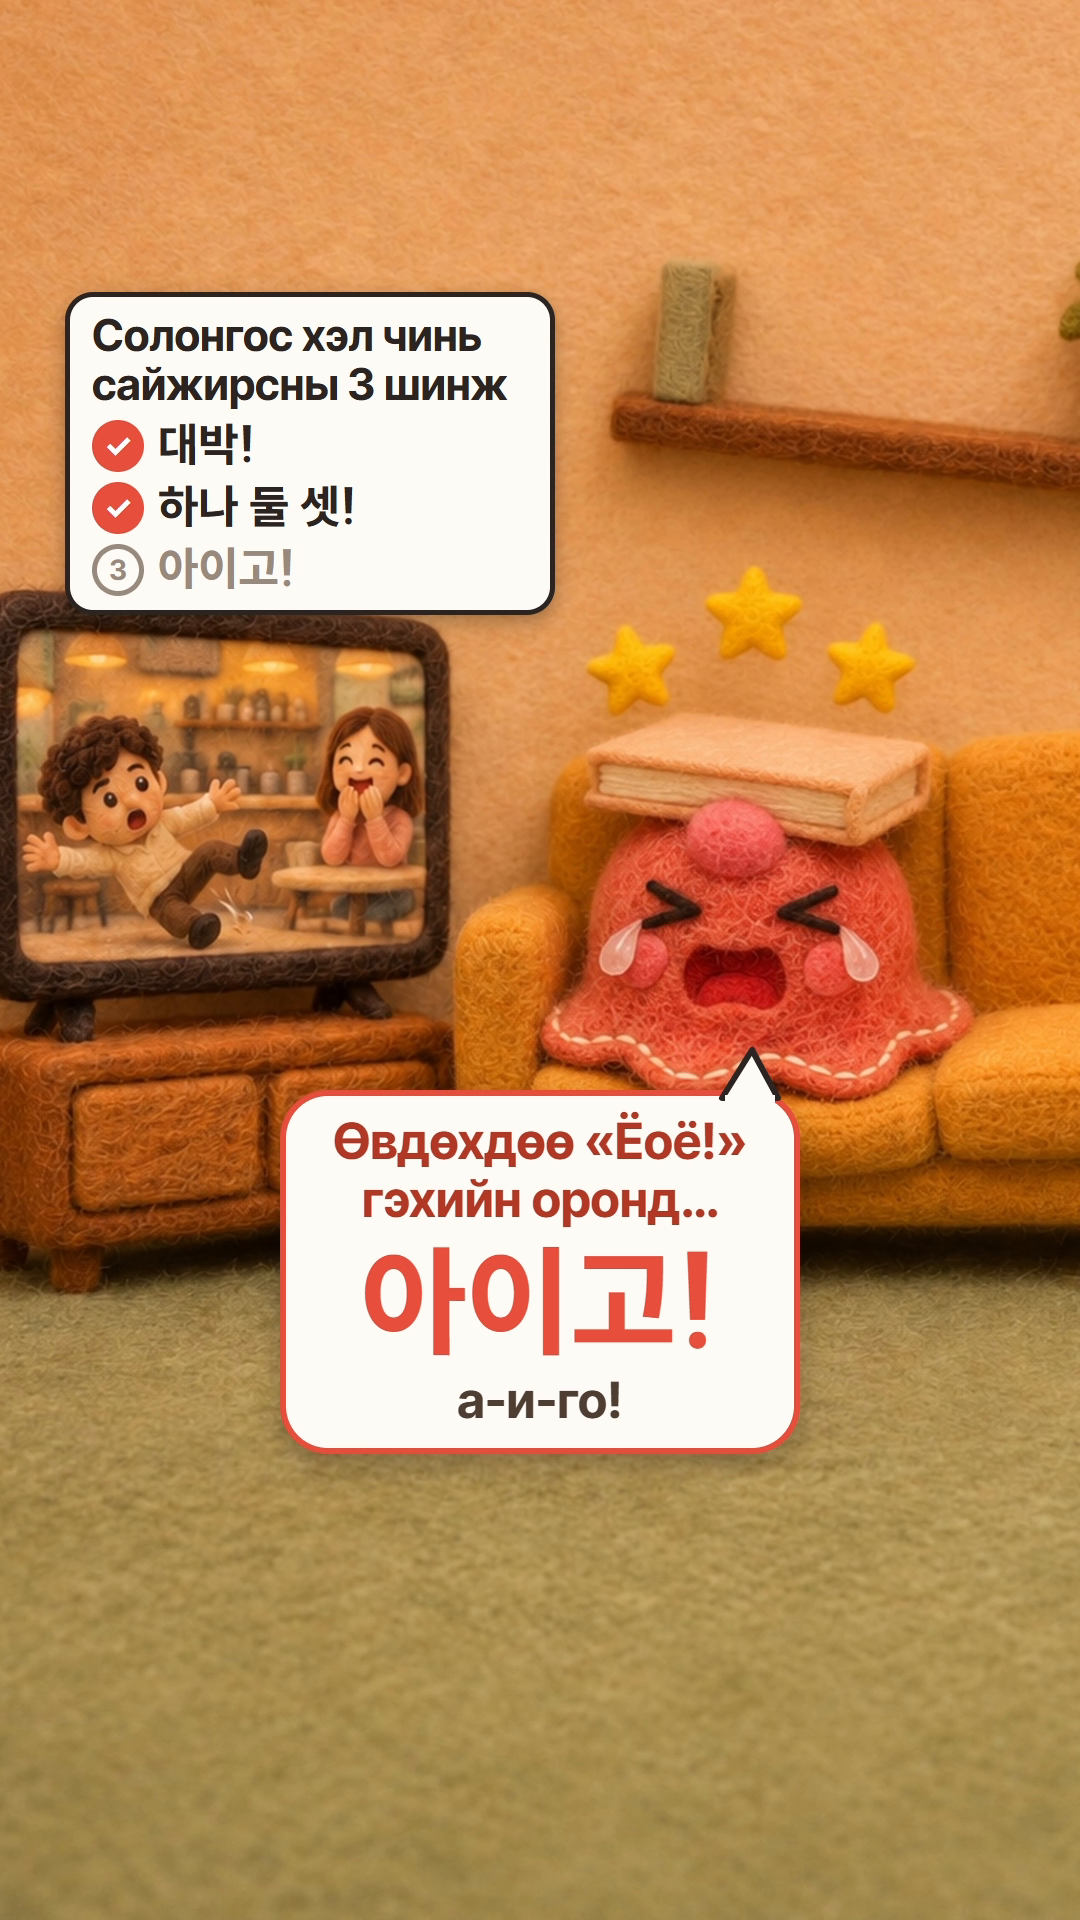 Солонгос хэл чинь
сайжирсны 3 шинж
대박!
하나 둘 셋!
3 아이고!
Өвдөхдөө «Ёоё!»
гэхийн оронд...
아이고!
а-и-го!